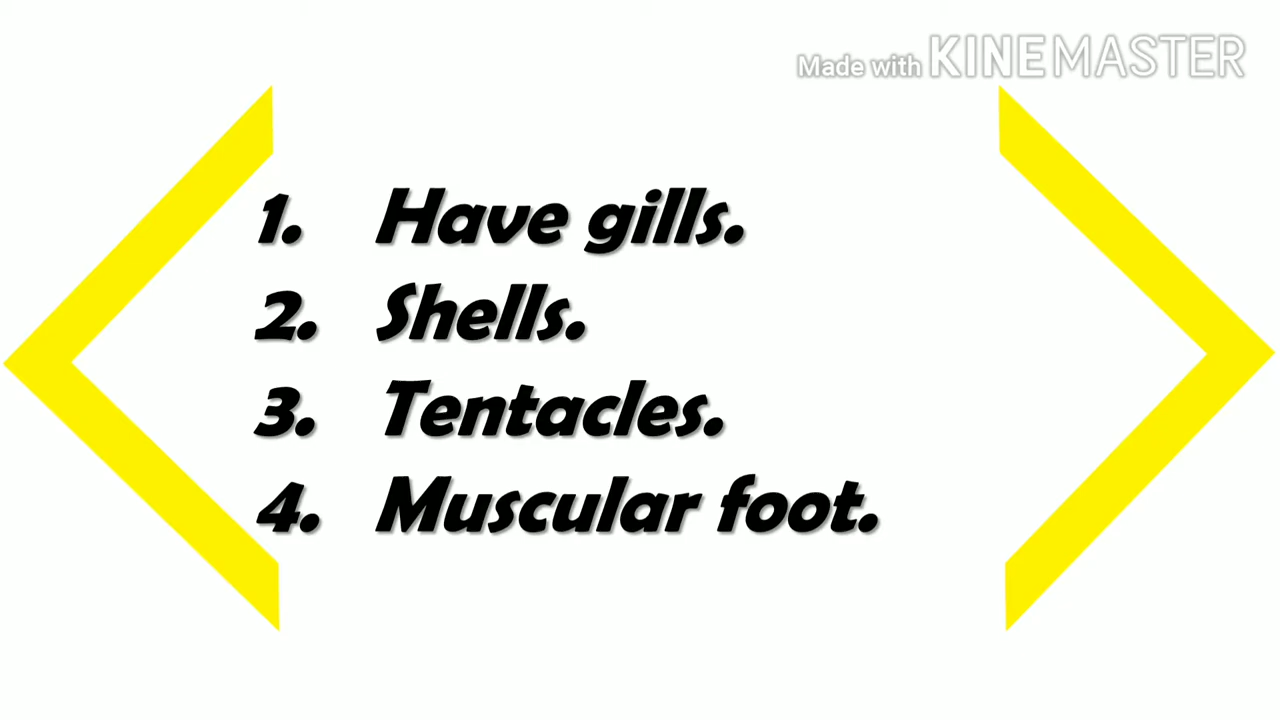 Made with KINEMASTER
1. Have gills.
2. Shells.
3. Tentacles.
4. Muscular foot.